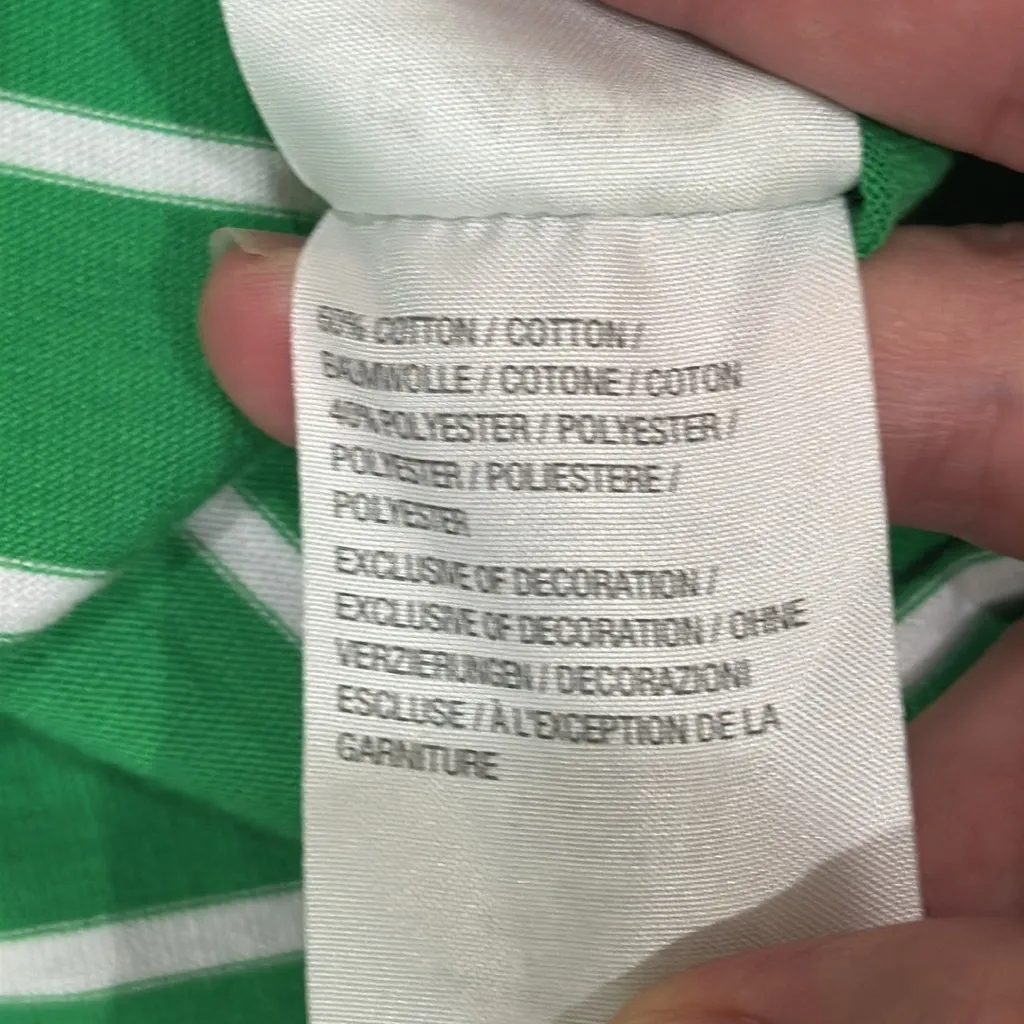 60% COTTON / COTTON /
BAUMWOLLE / COTONE / COTON
40% POLYESTER / POLYESTER /
POLYESTER / POLIESTERE /
POLYESTER
EXCLUSIVE OF DECORATION /
EXCLUSIVE OF DECORATION / OHNE
VERZIERUNGEN / DECORAZIONI
ESCLUSE / À L'EXCEPTION DE LA
GARNITURE